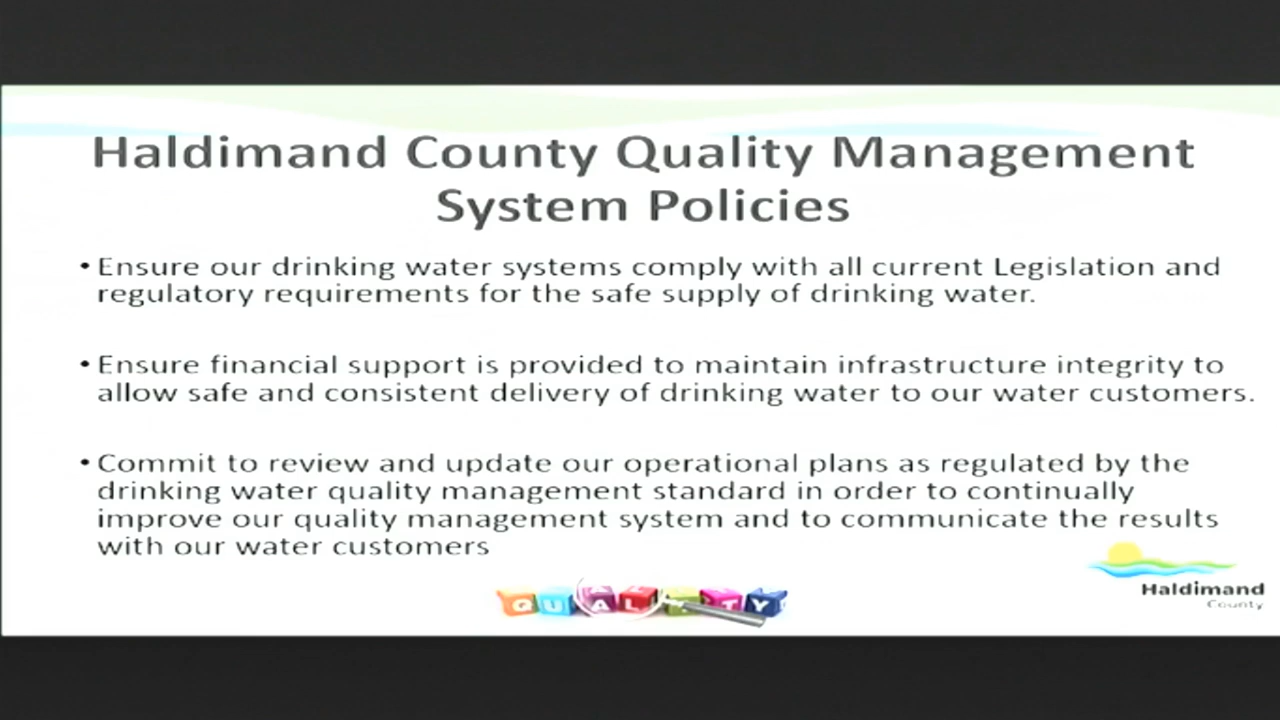 Haldimand County Quality Management
System Policies
• Ensure our drinking water systems comply with all current Legislation and
regulatory requirements for the safe supply of drinking water.
• Ensure financial support is provided to maintain infrastructure integrity to
allow safe and consistent delivery of drinking water to our water customers.
• Commit to review and update our operational plans as regulated by the
drinking water quality management standard in order to continually
improve our quality management system and to communicate the results
with our water customers
QUALITY
Haldimand
County